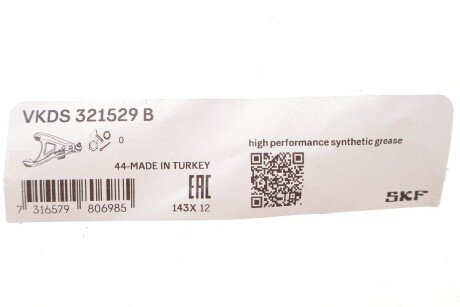 VKDS 321529 B
0
high performance synthetic grease
44-MADE IN TURKEY
EAC
7 316579 806985
143X 12
SKF